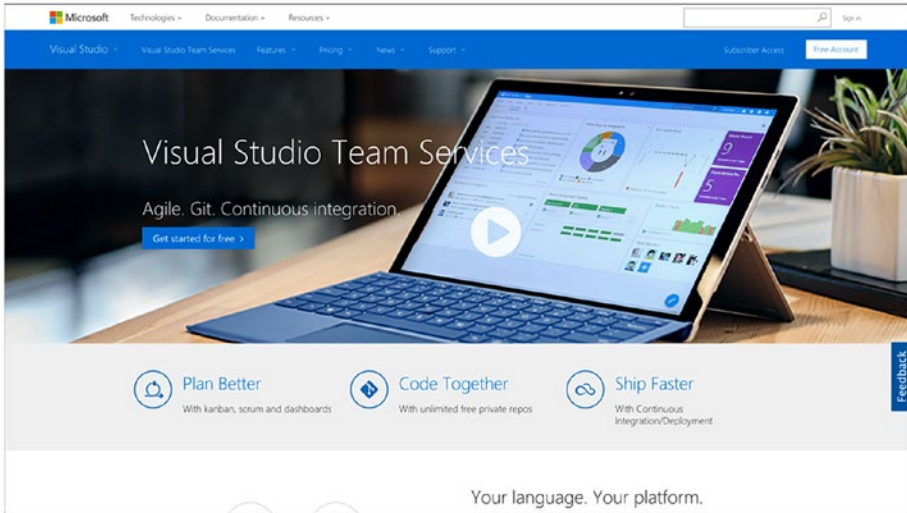 Microsoft Technologies Documentation Resources Sign in
Visual Studio Visual Studio Team Services Features Pricing News Support Subscriber Access Free Account
Visual Studio Team Services
Agile. Git. Continuous integration.
Get started for free >
9
5
Feedback
Plan Better
With kanban, scrum and dashboards
Code Together
With unlimited free private repos
Ship Faster
With Continuous
Integration/Deployment
Your language. Your platform.